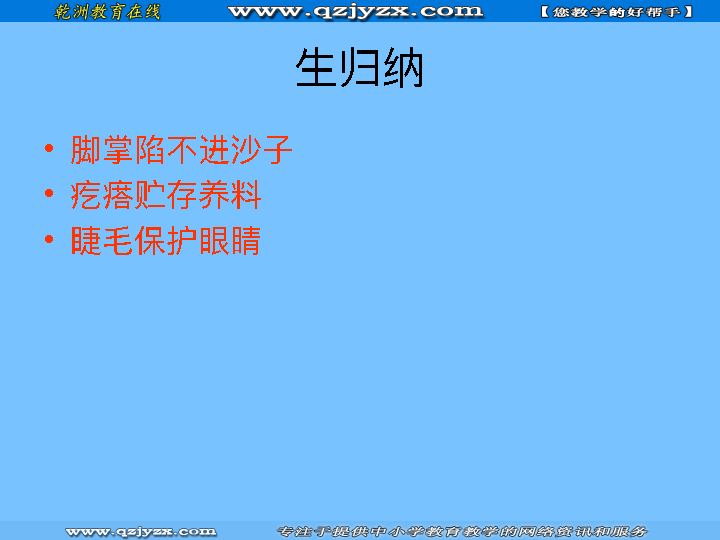 乾洲教育在线 www.qzjyzx.com 【您教学的好帮手】
生归纳
• 脚掌陷不进沙子
• 疙瘩贮存养料
• 睫毛保护眼睛
www.qzjyzx.com 专注于提供中小学教育教学的网络资讯和服务